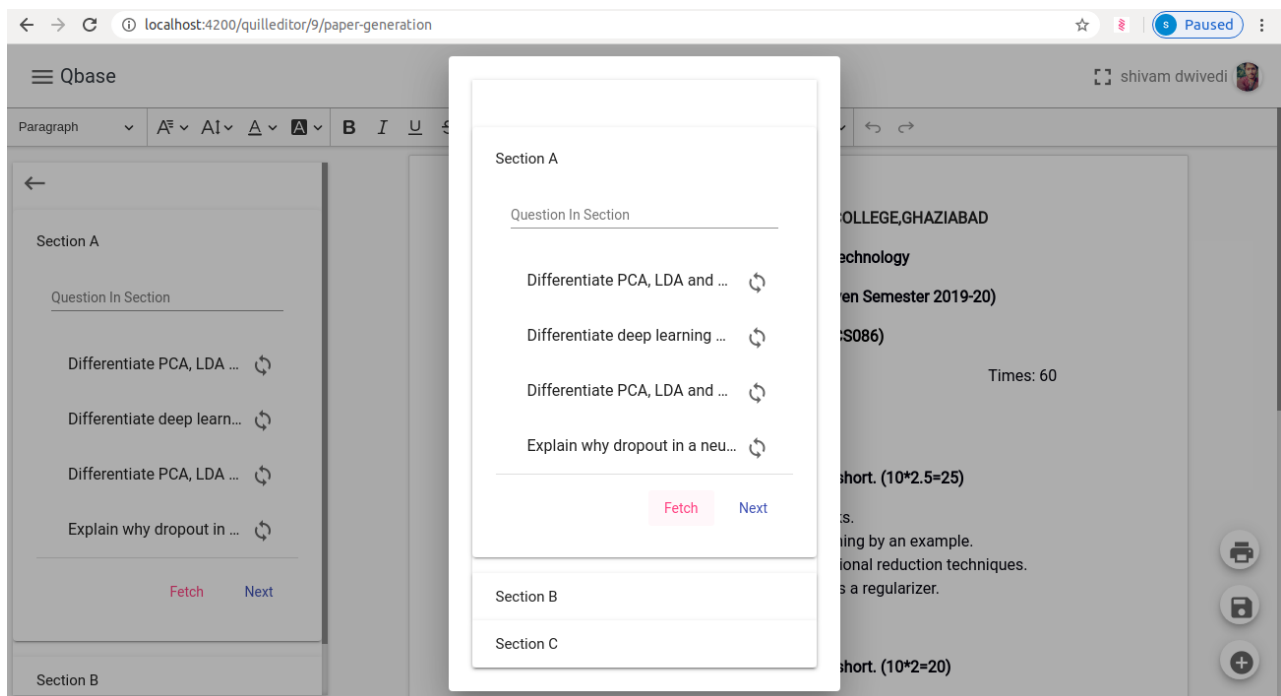 localhost:4200/quilleditor/9/paper-generation
S Paused
Qbase
shivam dwivedi
Paragraph
B I U S
Section A
Question In Section
Differentiate PCA, LDA ...
Differentiate deep learn...
Differentiate PCA, LDA ...
Explain why dropout in ...
Fetch Next
Section B
Section A
Question In Section
Differentiate PCA, LDA and ...
Differentiate deep learning ...
Differentiate PCA, LDA and ...
Explain why dropout in a neu...
Fetch Next
Section B
Section C
OLLEGE,GHAZIABAD
echnology
en Semester 2019-20)
CS086)
Times: 60
short. (10*2.5=25)
ts.
ning by an example.
ional reduction techniques.
s a regularizer.
short. (10*2=20)